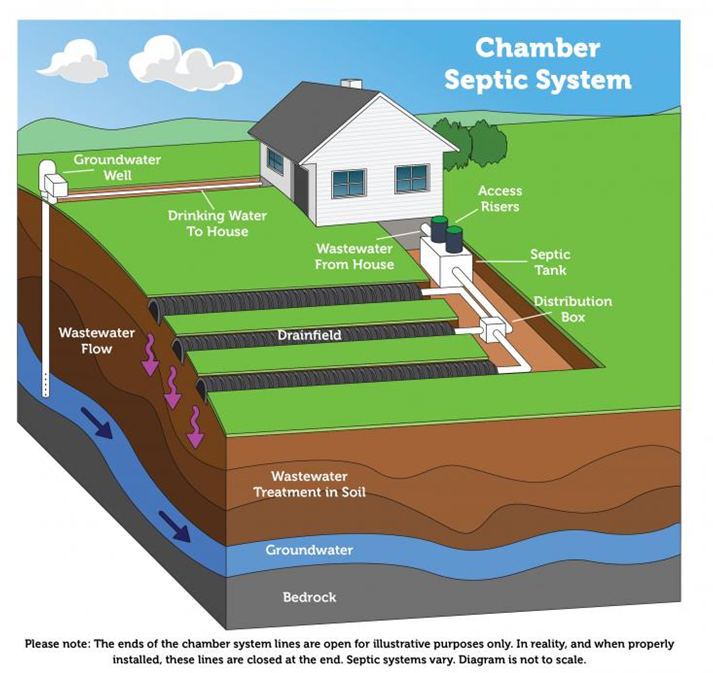 Chamber
Septic System
Groundwater
Well
Drinking Water
To House
Access
Risers
Wastewater
From House
Septic
Tank
Distribution
Box
Drainfield
Wastewater
Flow
Wastewater
Treatment in Soil
Groundwater
Bedrock
Please note: The ends of the chamber system lines are open for illustrative purposes only. In reality, and when properly
installed, these lines are closed at the end. Septic systems vary. Diagram is not to scale.